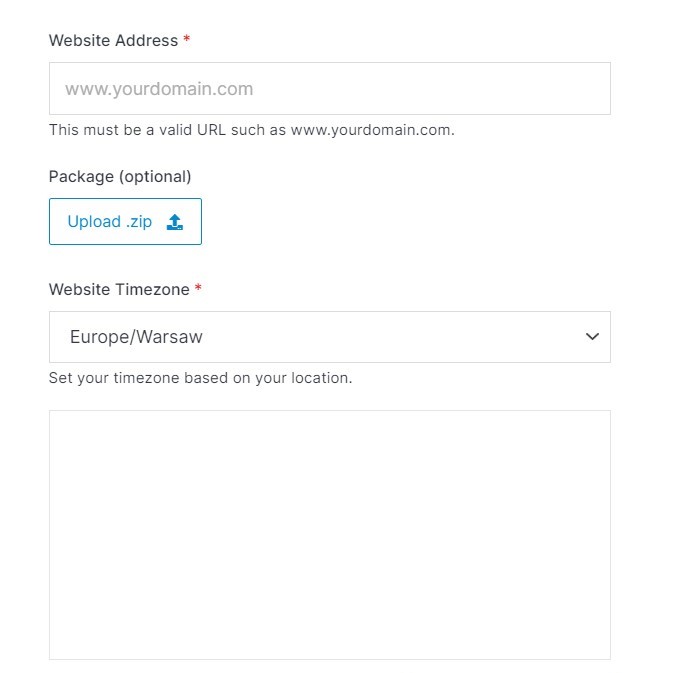 Website Address *
www.yourdomain.com
This must be a valid URL such as www.yourdomain.com.
Package (optional)
Upload .zip
Website Timezone *
Europe/Warsaw
Set your timezone based on your location.